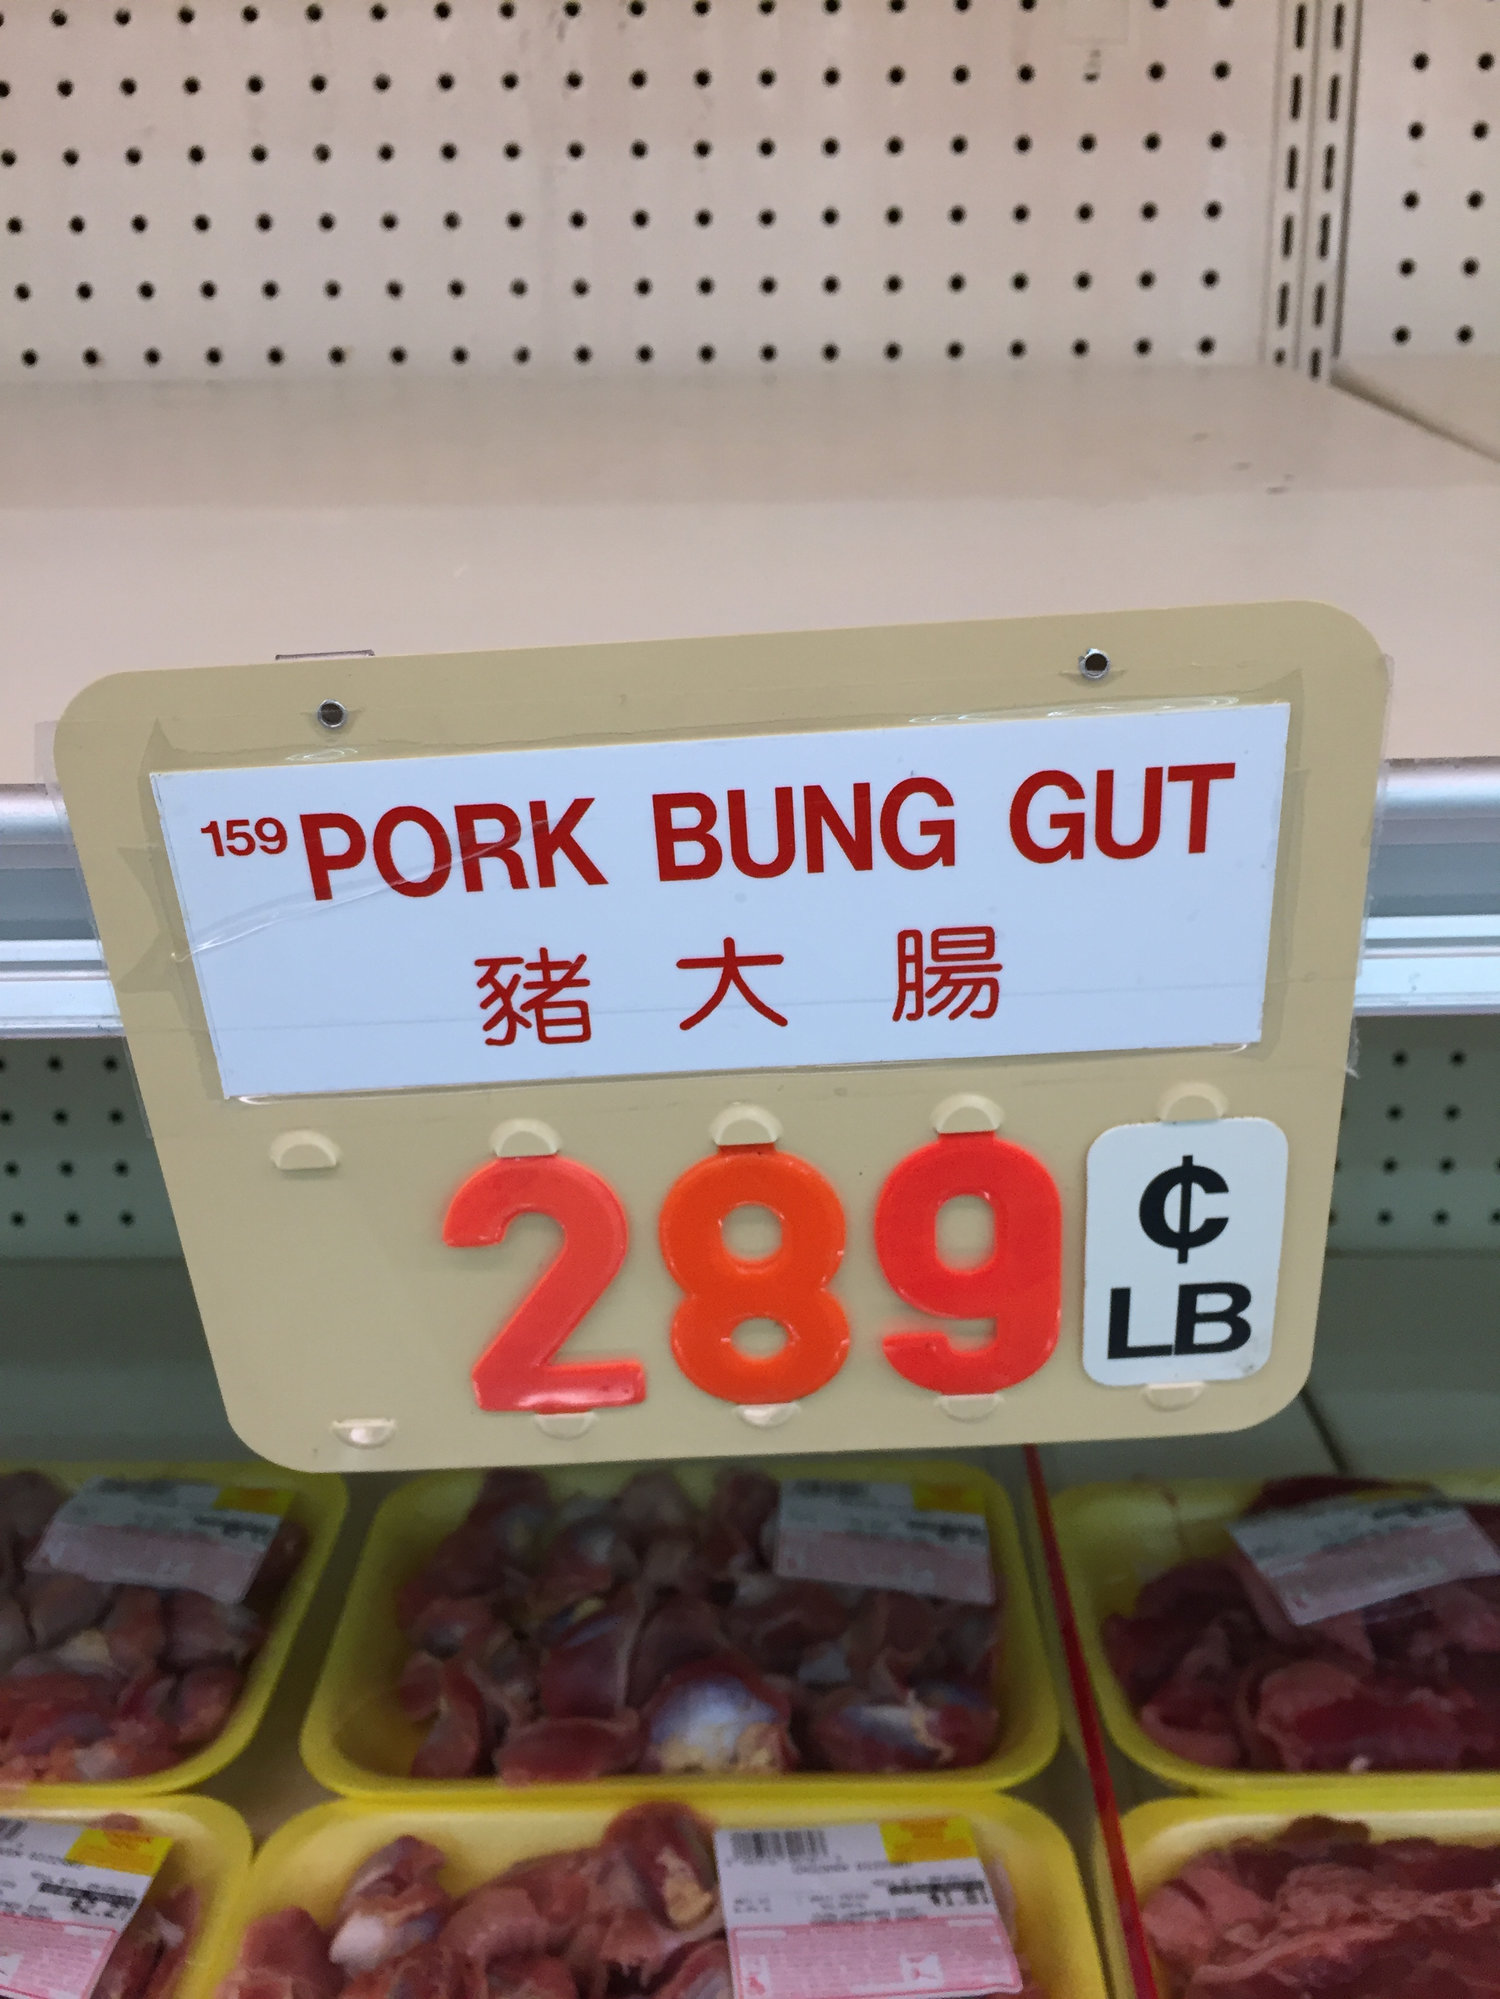 159 PORK BUNG GUT
豬大腸
289 ¢
LB